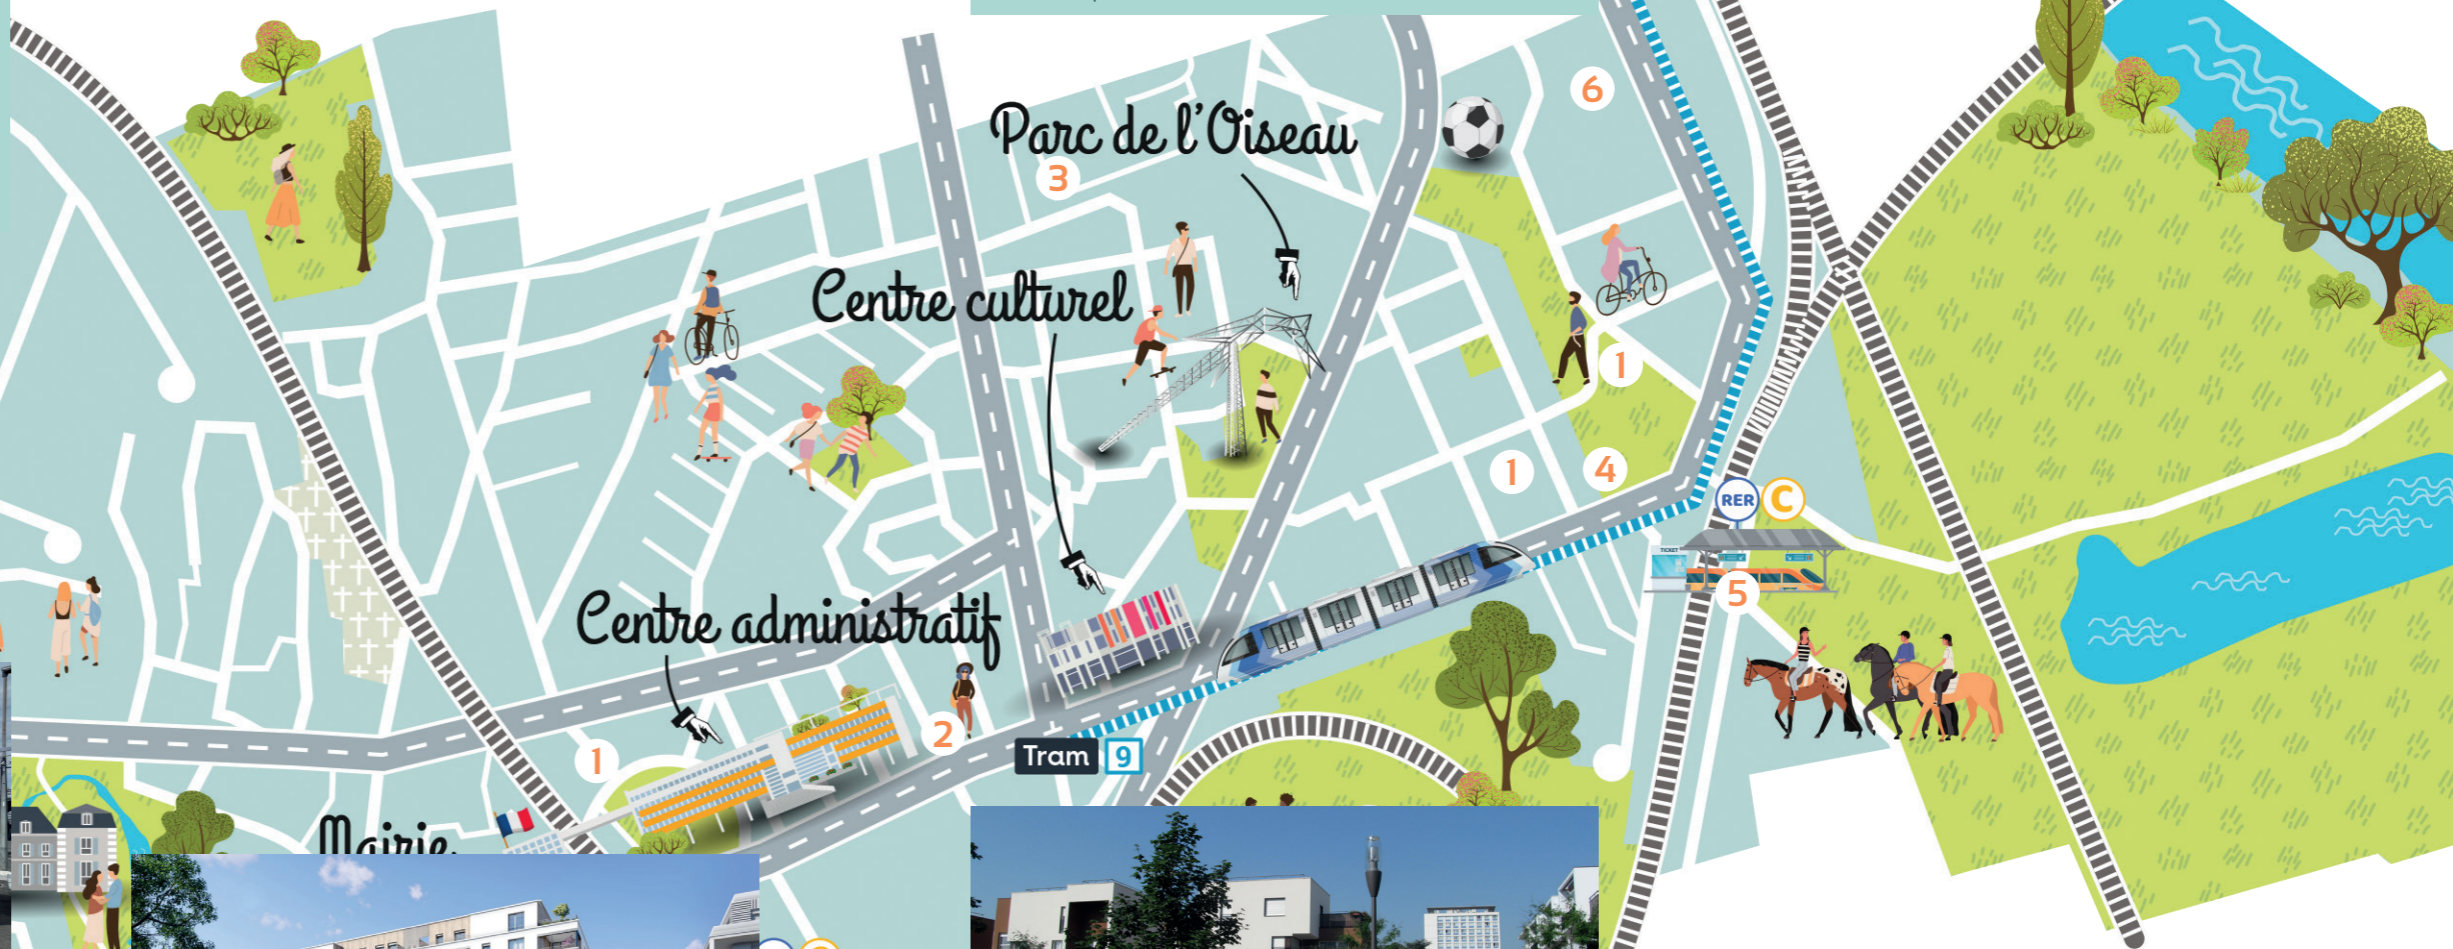 6
Parc de l'Oiseau
3
Centre culturel
1
1
4
RER C
TICKET
5
Centre administratif
2
1
Tram 9
Mairie